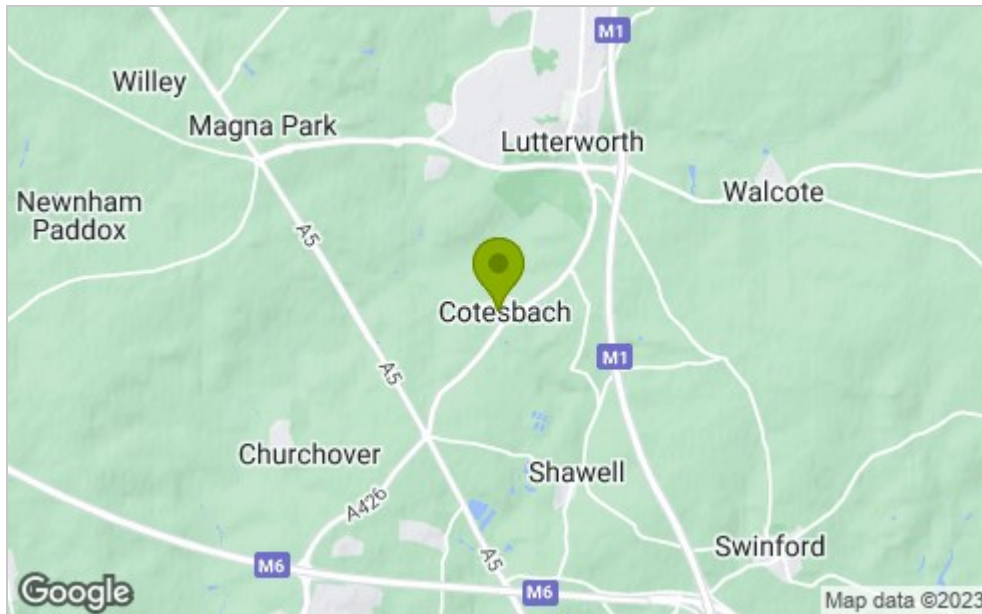 M1
Willey
Magna Park
Lutterworth
Newnham
Paddox
Walcote
A5
Cotesbach
M1
A5
Churchover
Shawell
A426
Swinford
A5
M6
M6
Google
Map data ©2023